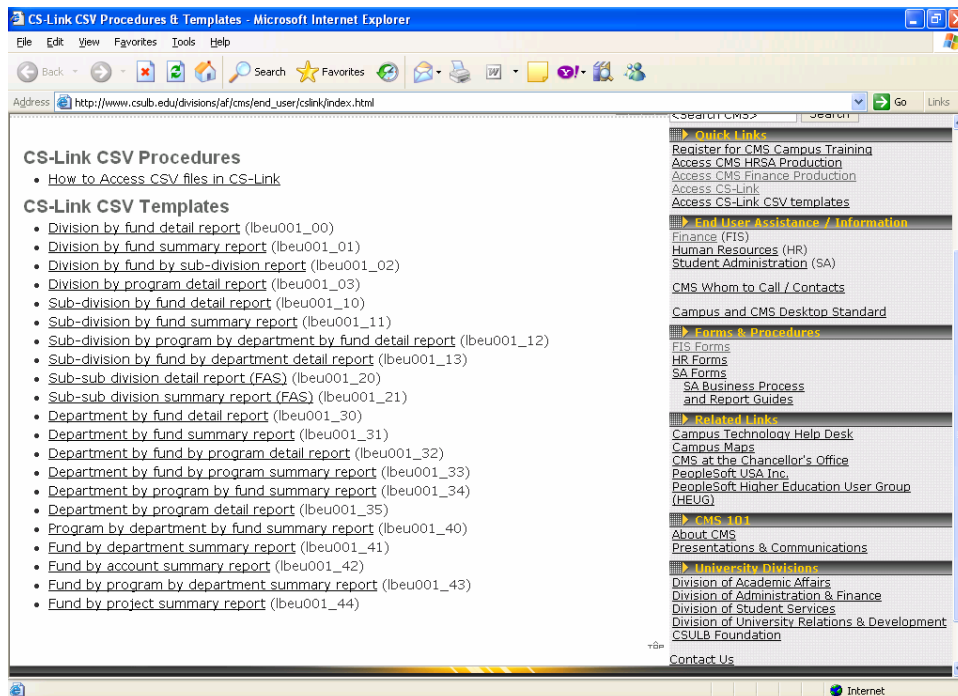 CS-Link CSV Procedures & Templates - Microsoft Internet Explorer
File Edit View Favorites Tools Help
Back Search Favorites
Address http://www.csulb.edu/divisions/af/cms/end_user/cslink/index.html Go Links
CS-Link CSV Procedures
• How to Access CSV files in CS-Link
CS-Link CSV Templates
• Division by fund detail report (lbeu001_00)
• Division by fund summary report (lbeu001_01)
• Division by fund by sub-division report (lbeu001_02)
• Division by program detail report (lbeu001_03)
• Sub-division by fund detail report (lbeu001_10)
• Sub-division by fund summary report (lbeu001_11)
• Sub-division by program by department by fund detail report (lbeu001_12)
• Sub-division by fund by department detail report (lbeu001_13)
• Sub-sub division detail report (FAS) (lbeu001_20)
• Sub-sub division summary report (FAS) (lbeu001_21)
• Department by fund detail report (lbeu001_30)
• Department by fund summary report (lbeu001_31)
• Department by fund by program detail report (lbeu001_32)
• Department by fund by program summary report (lbeu001_33)
• Department by program by fund summary report (lbeu001_34)
• Department by program detail report (lbeu001_35)
• Program by department by fund summary report (lbeu001_40)
• Fund by department summary report (lbeu001_41)
• Fund by account summary report (lbeu001_42)
• Fund by program by department summary report (lbeu001_43)
• Fund by project summary report (lbeu001_44)
TOP
<Search CMS> Search
Quick Links
Register for CMS Campus Training
Access CMS HRSA Production
Access CMS Finance Production
Access CS-Link
Access CS-Link CSV templates
End User Assistance / Information
Finance (FIS)
Human Resources (HR)
Student Administration (SA)
CMS Whom to Call / Contacts
Campus and CMS Desktop Standard
Forms & Procedures
FIS Forms
HR Forms
SA Forms
SA Business Process
and Report Guides
Related Links
Campus Technology Help Desk
Campus Maps
CMS at the Chancellor's Office
PeopleSoft USA Inc.
PeopleSoft Higher Education User Group
(HEUG)
CMS 101
About CMS
Presentations & Communications
University Divisions
Division of Academic Affairs
Division of Administration & Finance
Division of Student Services
Division of University Relations & Development
CSULB Foundation
Contact Us
Internet